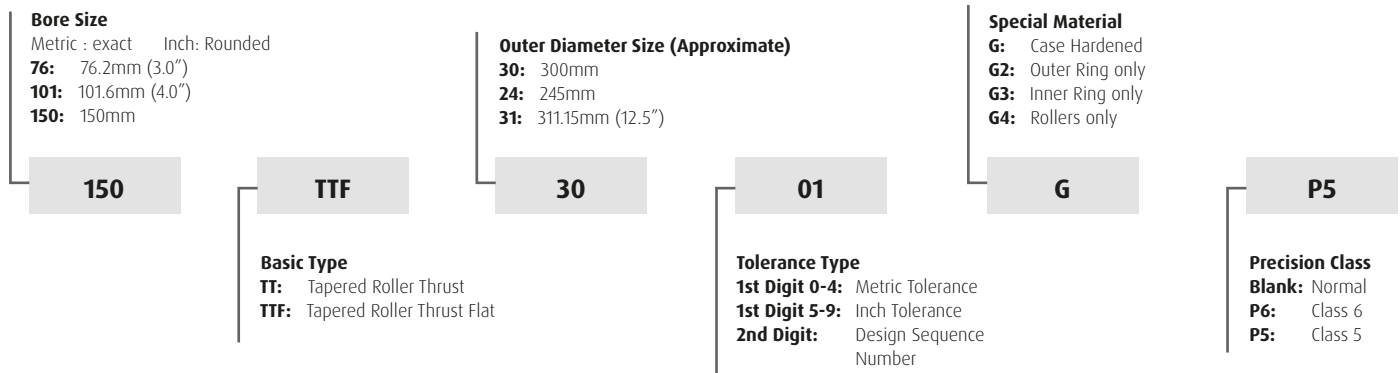 Bore Size
Metric : exact Inch: Rounded
76: 76.2mm (3.0″)
101: 101.6mm (4.0″)
150: 150mm
Outer Diameter Size (Approximate)
30: 300mm
24: 245mm
31: 311.15mm (12.5″)
Special Material
G: Case Hardened
G2: Outer Ring only
G3: Inner Ring only
G4: Rollers only
150 TTF 30 01 G P5
Basic Type
TT: Tapered Roller Thrust
TTF: Tapered Roller Thrust Flat
Tolerance Type
1st Digit 0-4: Metric Tolerance
1st Digit 5-9: Inch Tolerance
2nd Digit: Design Sequence
Number
Precision Class
Blank: Normal
P6: Class 6
P5: Class 5